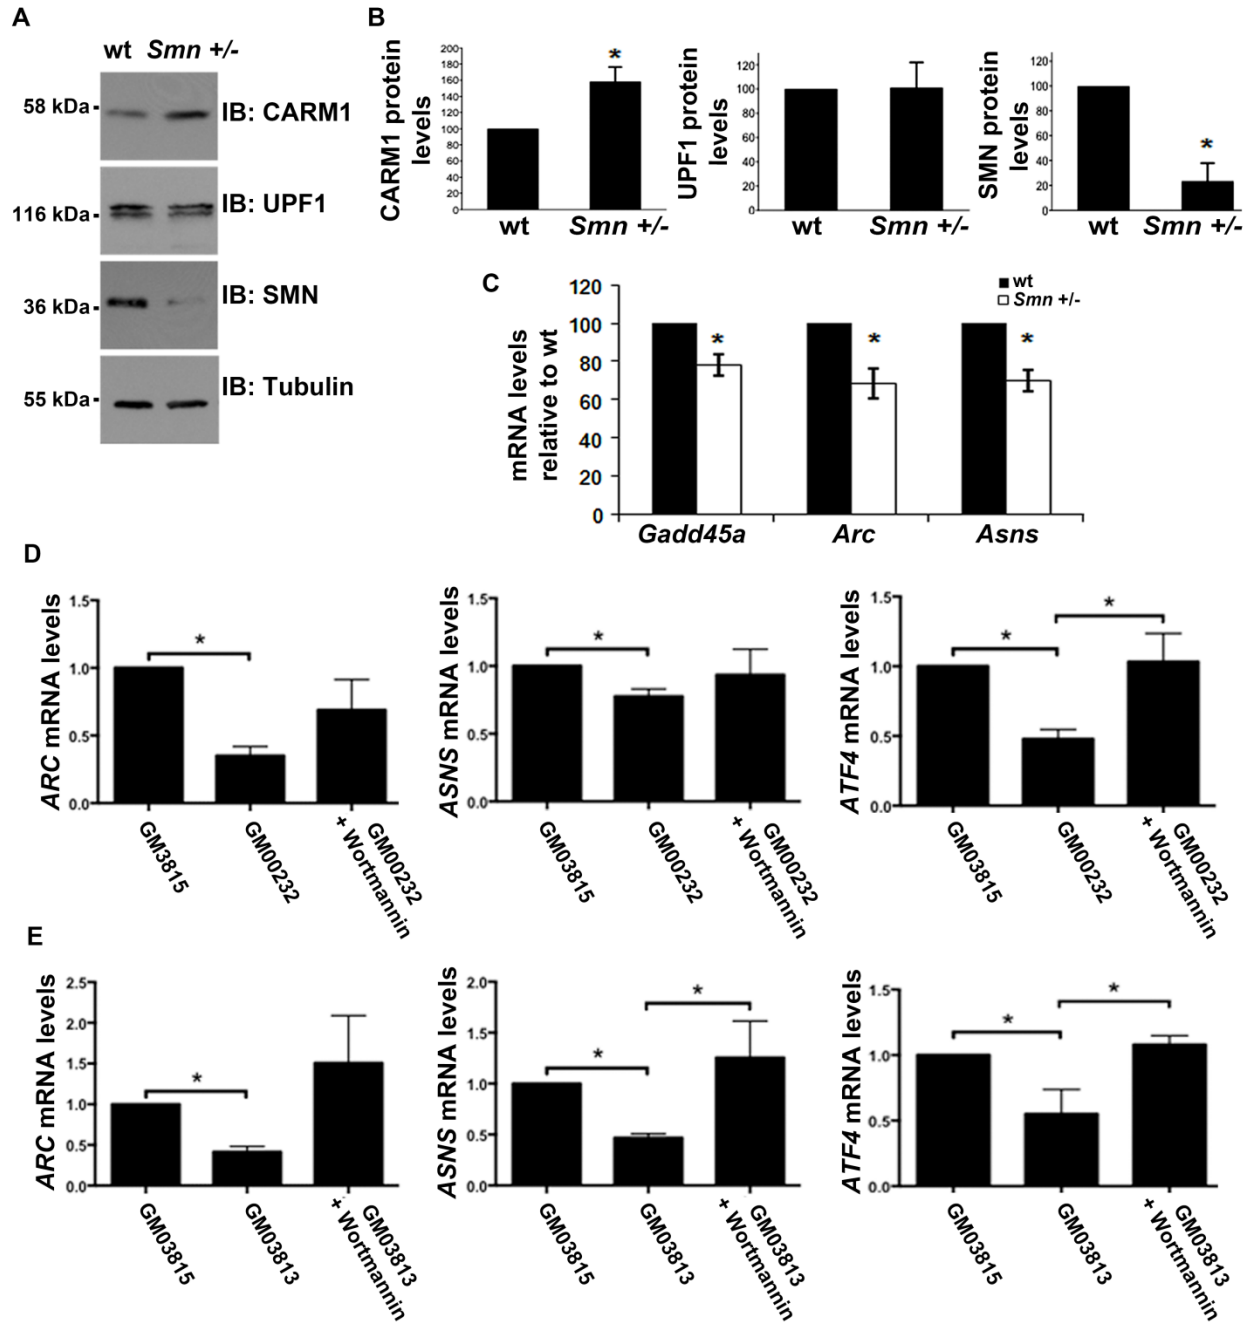 A
wt Smn +/-
58 kDa
IB: CARM1
116 kDa
IB: UPF1
36 kDa
IB: SMN
55 kDa
IB: Tubulin
B
CARM1 protein
levels
200
180
160
140
120
100
80
60
40
20
0
*
wt Smn +/-
UPF1 protein
levels
120
100
80
60
40
20
0
wt Smn +/-
SMN protein
levels
120
100
80
60
40
20
0
*
wt Smn +/-
C
mRNA levels
relative to wt
120
100
80
60
40
20
0
wt
Smn +/-
* * *
Gadd45a Arc Asns
D
ARC mRNA levels
1.5
1.0
0.5
0.0
*
GM3815
GM00232
GM00232
+ Wortmannin
ASNS mRNA levels
1.5
1.0
0.5
0.0
*
GM03815
GM00232
GM00232
+ Wortmannin
ATF4 mRNA levels
1.5
1.0
0.5
0.0
* *
GM03815
GM00232
GM00232
+ Wortmannin
E
ARC mRNA levels
2.5
2.0
1.5
1.0
0.5
0.0
*
GM03815
GM03813
GM03813
+ Wortmannin
ASNS mRNA levels
2.0
1.5
1.0
0.5
0.0
* *
GM03815
GM03813
GM03813
+ Wortmannin
ATF4 mRNA levels
1.5
1.0
0.5
0.0
* *
GM03815
GM03813
GM03813
+ Wortmannin